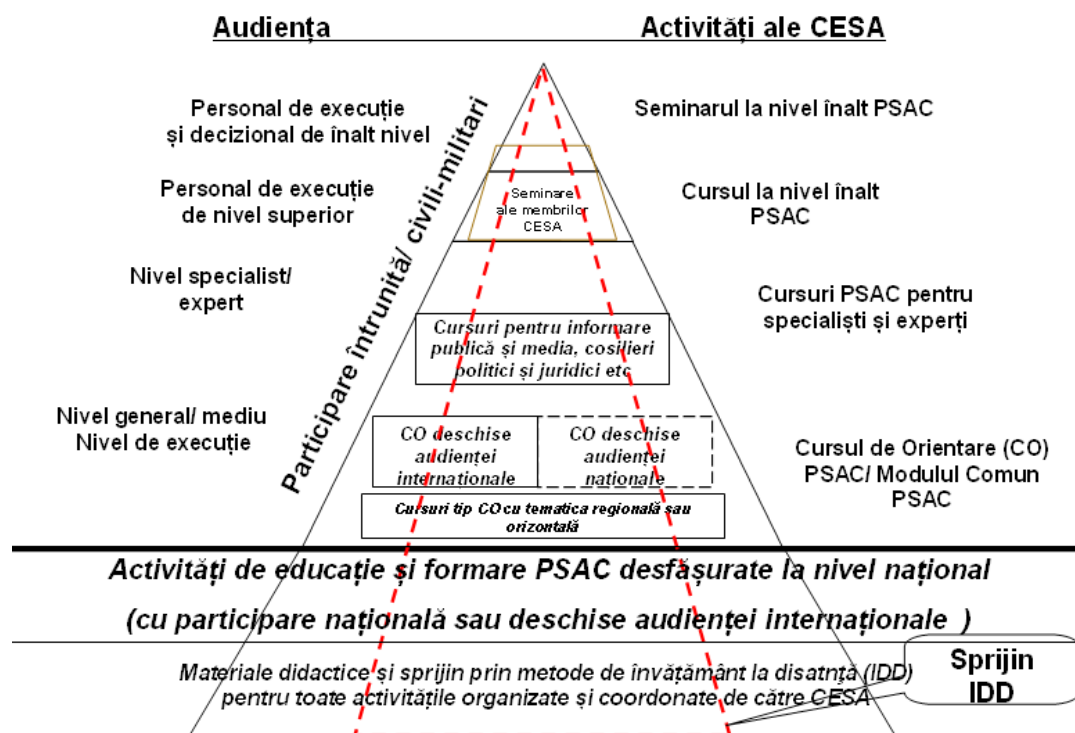 Audiența
Activități ale CESA
Personal de execuție
și decizional de înalt nivel
Seminarul la nivel înalt PSAC
Personal de execuție
de nivel superior
Seminare
ale membrilor
CESA
Cursul la nivel înalt
PSAC
Participare întrunită/ civili-militari
Nivel specialist/
expert
Cursuri PSAC pentru
specialiști și experți
Cursuri pentru informare
publică și media, cosilieri
politici și juridici etc
Nivel general/ mediu
Nivel de execuție
CO deschise
audienței
internaționale
CO deschise
audienței
naționale
Cursul de Orientare (CO)
PSAC/ Modulul Comun
PSAC
Cursuri tip CO cu tematica regională sau
orizontală
Activități de educație și formare PSAC desfășurate la nivel național
(cu participare națională sau deschise audienței internaționale )
Materiale didactice și sprijin prin metode de învățământ la disatnță (IDD)
pentru toate activitățile organizate și coordonate de către CESA
Sprijin
IDD